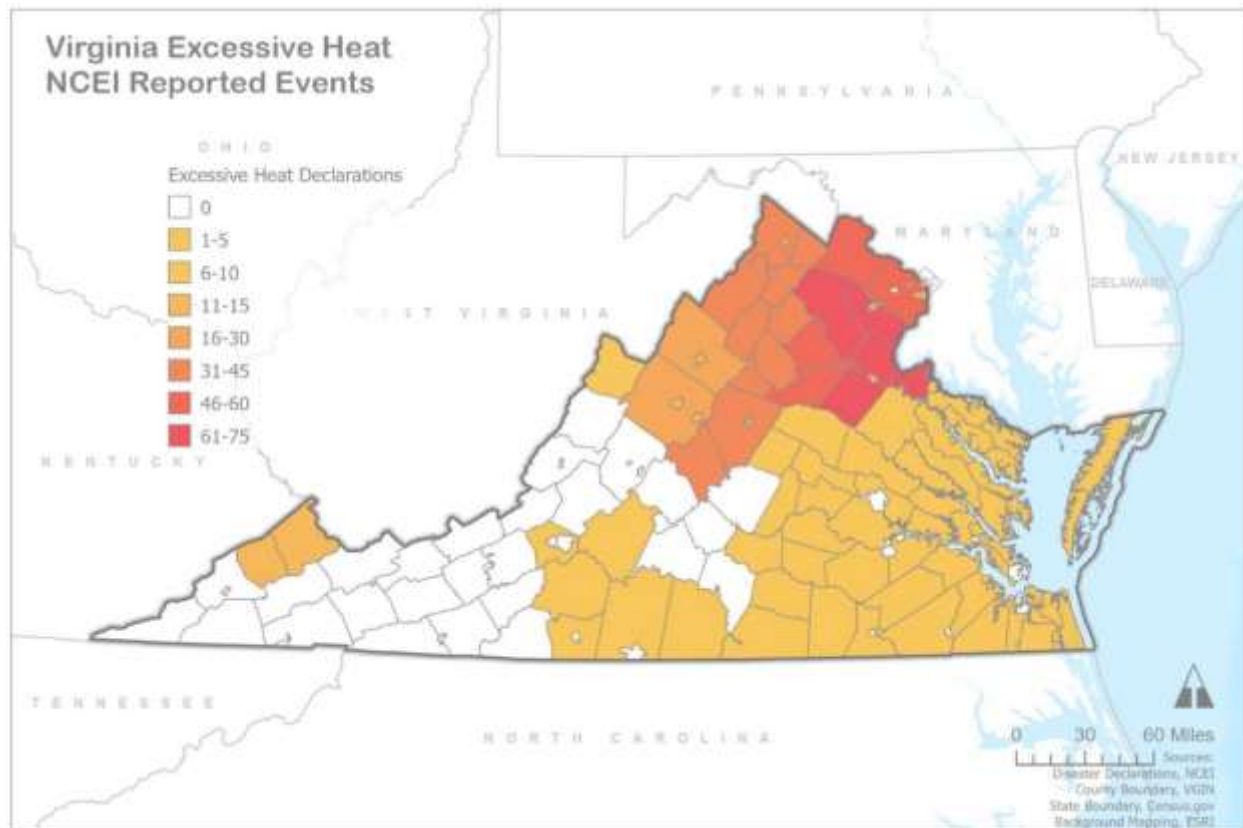 Virginia Excessive Heat
NCEI Reported Events
PENNSYLVANIA
OHIO
NEW JERSEY
Excessive Heat Declarations
0
1-5
MARYLAND
6-10
DELAWARE
11-15
WEST VIRGINIA
16-30
31-45
46-60
61-75
KENTUCKY
TENNESSEE
NORTH CAROLINA
0 30 60 Miles
Sources:
Disaster Declarations, NCEI
County Boundary, VGIN
State Boundary, Census.gov
Background Mapping, ESRI